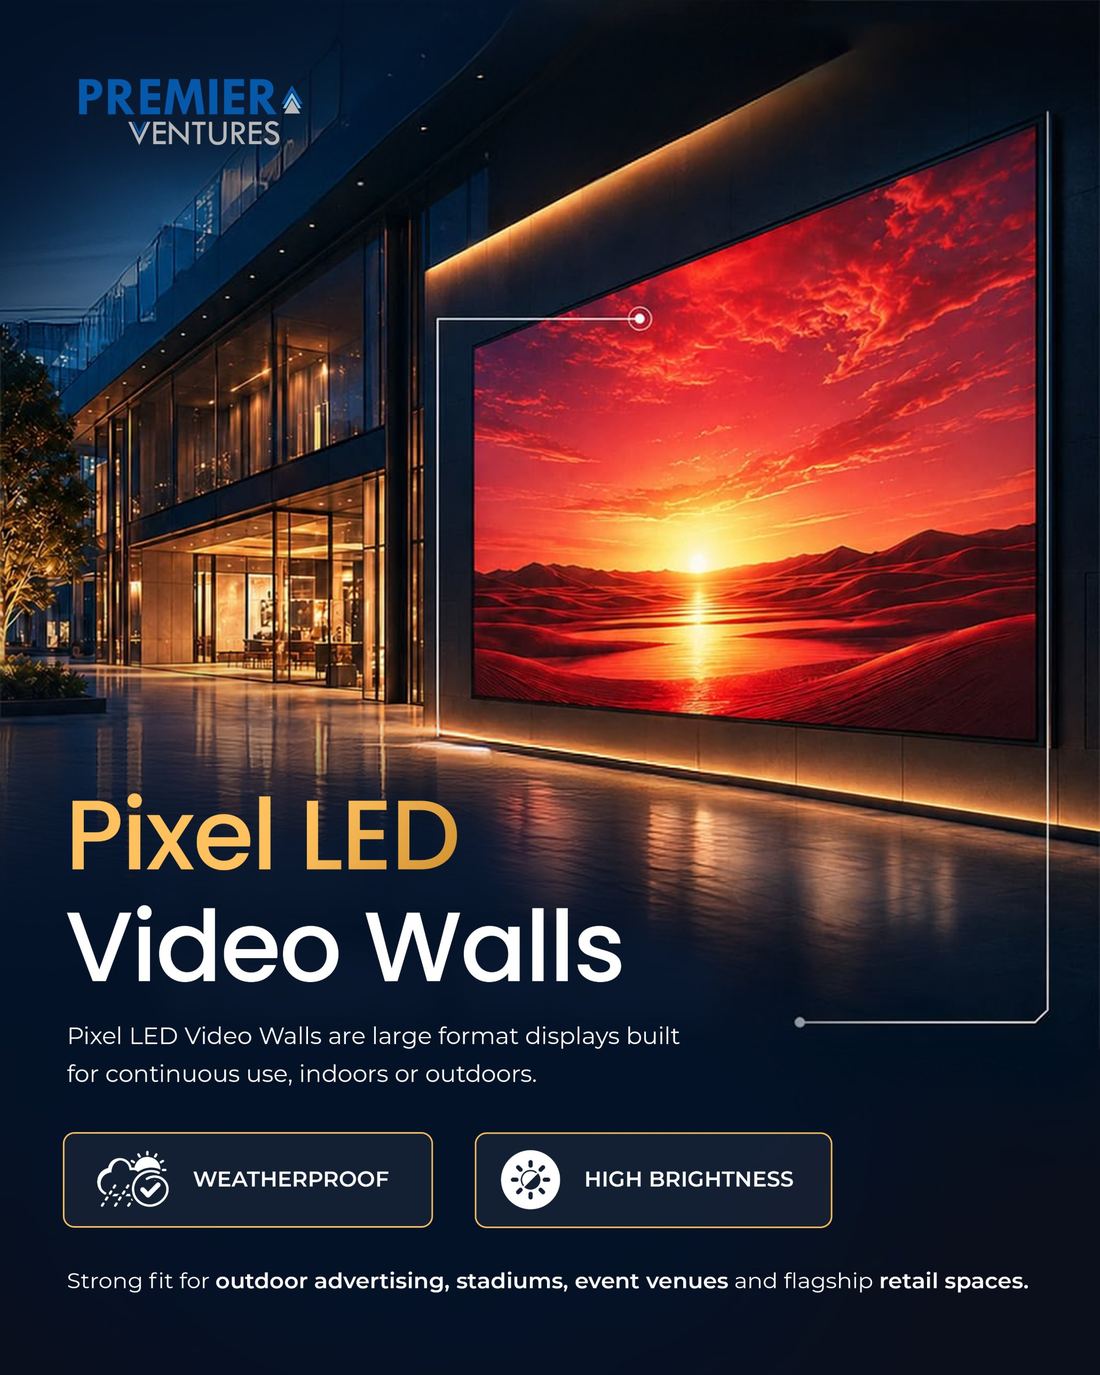 PREMIER
VENTURES
Pixel LED
Video Walls
Pixel LED Video Walls are large format displays built
for continuous use, indoors or outdoors.
WEATHERPROOF
HIGH BRIGHTNESS
Strong fit for outdoor advertising, stadiums, event venues and flagship retail spaces.